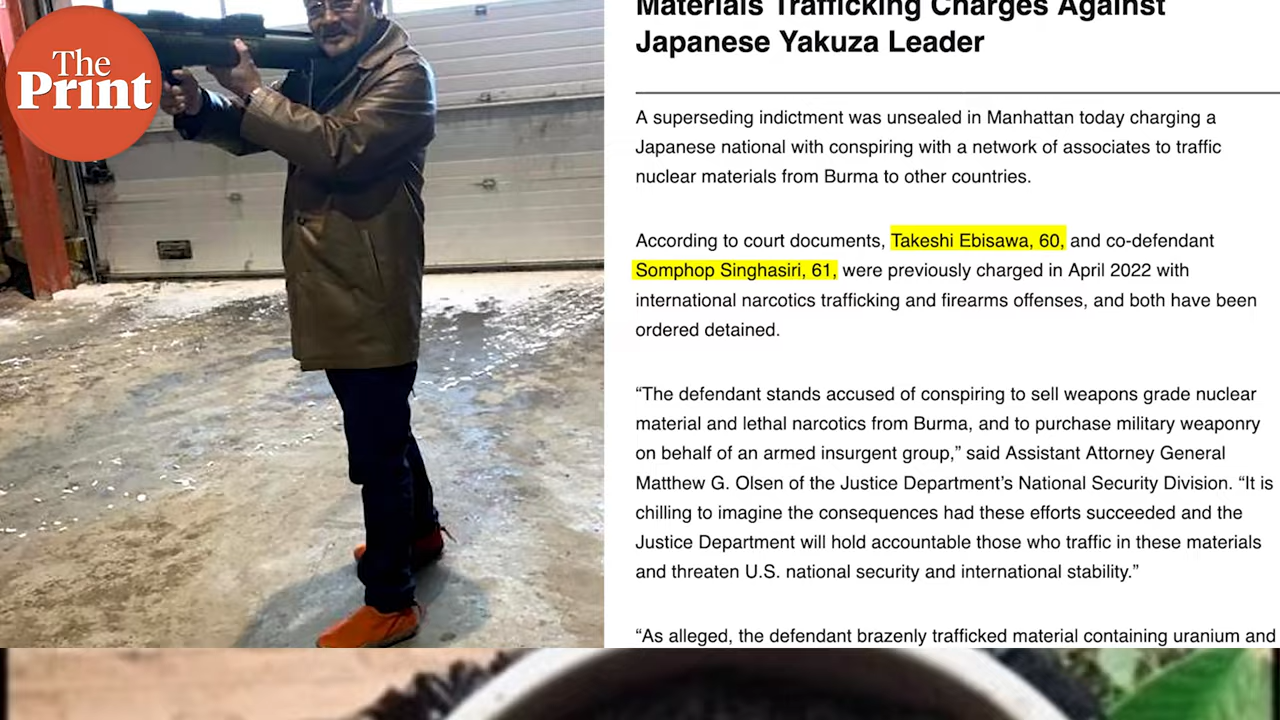 The
Print
Materials Trafficking Charges Against
Japanese Yakuza Leader
A superseding indictment was unsealed in Manhattan today charging a
Japanese national with conspiring with a network of associates to traffic
nuclear materials from Burma to other countries.
According to court documents, Takeshi Ebisawa, 60, and co-defendant
Somphop Singhasiri, 61, were previously charged in April 2022 with
international narcotics trafficking and firearms offenses, and both have been
ordered detained.
“The defendant stands accused of conspiring to sell weapons grade nuclear
material and lethal narcotics from Burma, and to purchase military weaponry
on behalf of an armed insurgent group,” said Assistant Attorney General
Matthew G. Olsen of the Justice Department’s National Security Division. “It is
chilling to imagine the consequences had these efforts succeeded and the
Justice Department will hold accountable those who traffic in these materials
and threaten U.S. national security and international stability.”
“As alleged, the defendant brazenly trafficked material containing uranium and